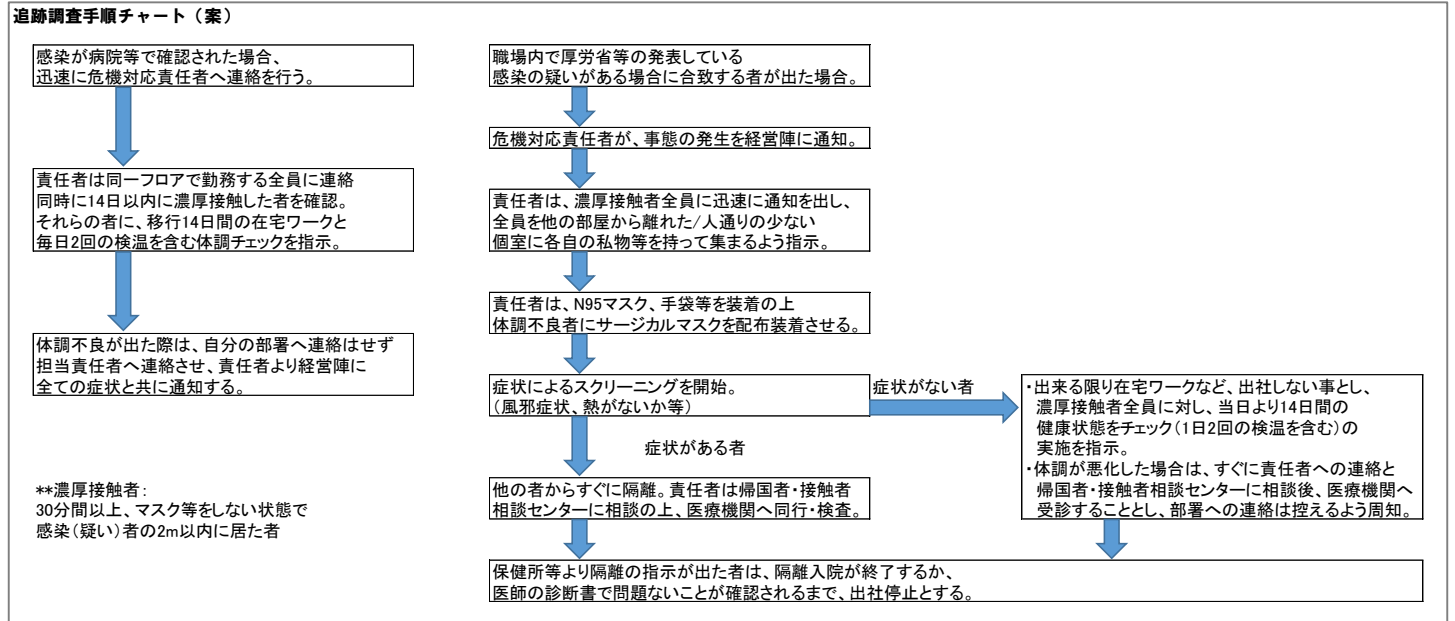 追跡調査手順チャート（案）
感染が病院等で確認された場合、
迅速に危機対応責任者へ連絡を行う。
責任者は同一フロアで勤務する全員に連絡
同時に14日以内に濃厚接触した者を確認。
それらの者に、移行14日間の在宅ワークと
毎日2回の検温を含む体調チェックを指示。
体調不良が出た際は、自分の部署へ連絡はせず
担当責任者へ連絡させ、責任者より経営陣に
全ての症状と共に通知する。
**濃厚接触者：
30分間以上、マスク等をしない状態で
感染（疑い）者の2m以内に居た者
職場内で厚労省等の発表している
感染の疑いがある場合に合致する者が出た場合。
危機対応責任者が、事態の発生を経営陣に通知。
責任者は、濃厚接触者全員に迅速に通知を出し、
全員を他の部屋から離れた/人通りの少ない
個室に各自の私物等を持って集まるよう指示。
責任者は、N95マスク、手袋等を装着の上
体調不良者にサージカルマスクを配布装着させる。
症状によるスクリーニングを開始。
（風邪症状、熱がないか等）
症状がない者
・出来る限り在宅ワークなど、出社しない事とし、
濃厚接触者全員に対し、当日より14日間の
健康状態をチェック（1日2回の検温を含む）の
実施を指示。
・体調が悪化した場合は、すぐに責任者への連絡と
帰国者・接触者相談センターに相談後、医療機関へ
受診することとし、部署への連絡は控えるよう周知。
症状がある者
他の者からすぐに隔離。責任者は帰国者・接触者
相談センターに相談の上、医療機関へ同行・検査。
保健所等より隔離の指示が出た者は、隔離入院が終了するか、
医師の診断書で問題ないことが確認されるまで、出社停止とする。